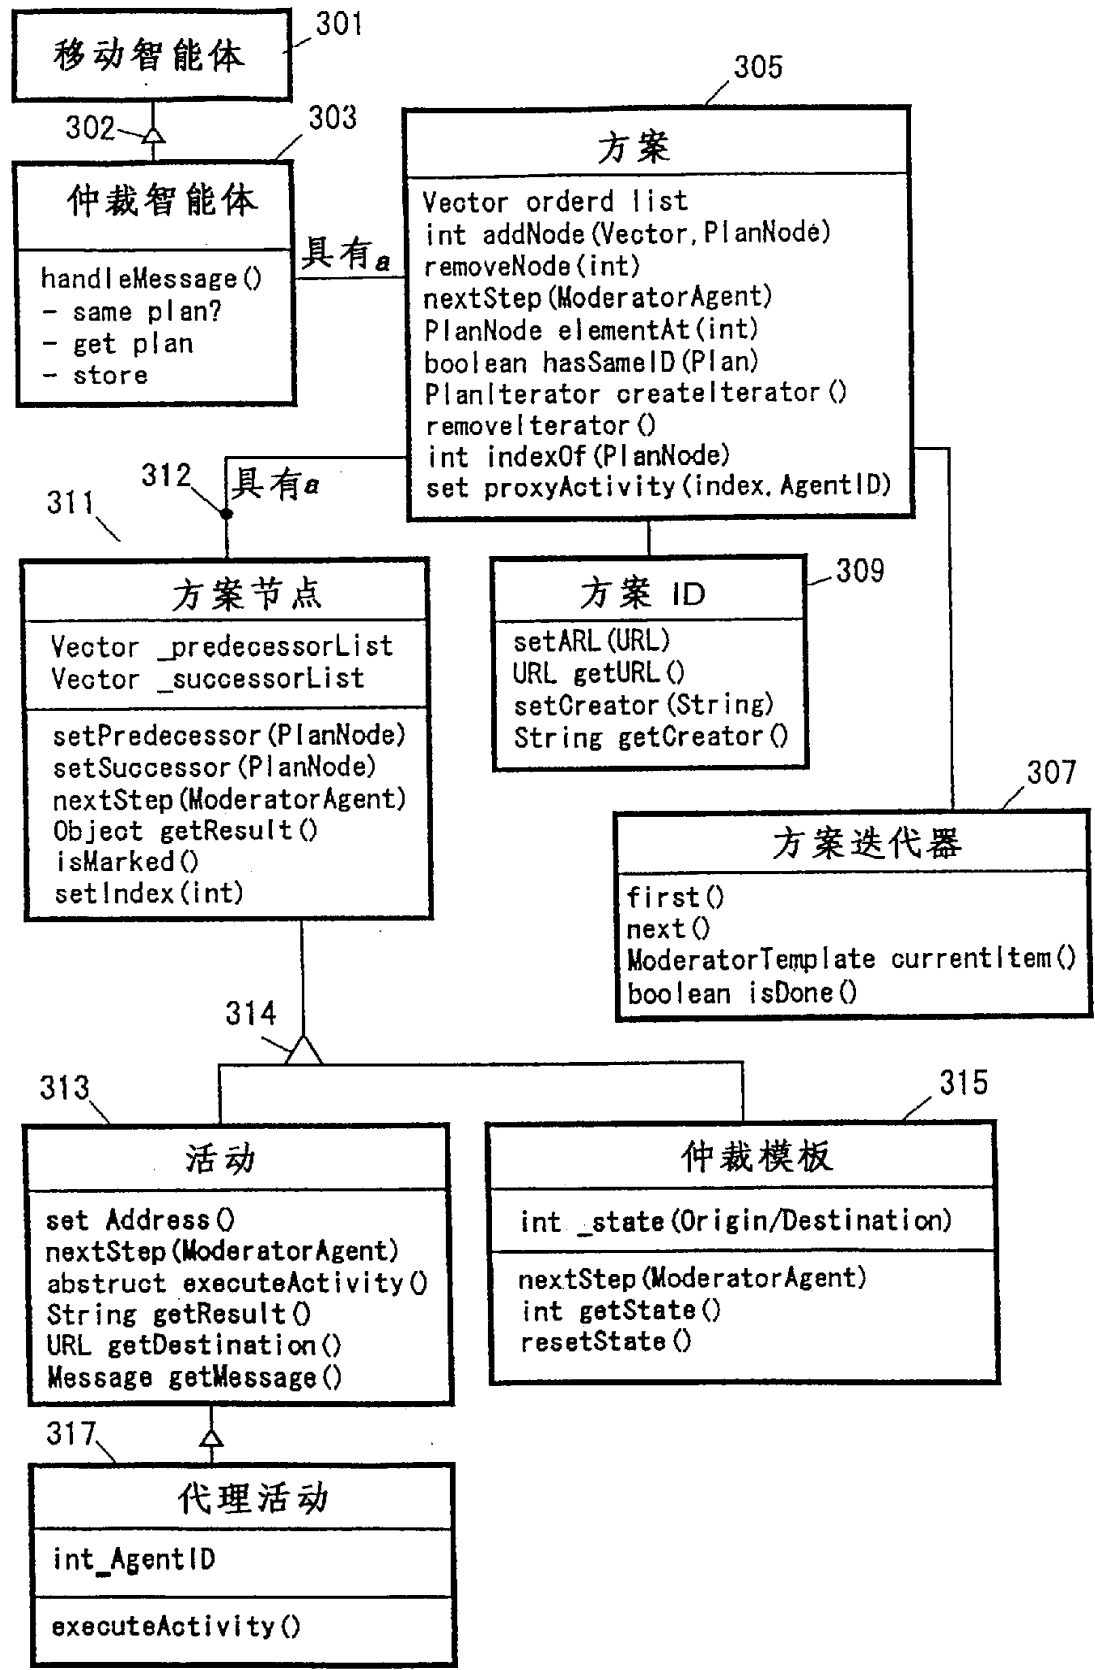 301
移动智能体
302
303
仲裁智能体
handleMessage()
- same plan?
- get plan
- store
具有a
305
方案
Vector orderd list
int addNode(Vector,PlanNode)
removeNode(int)
nextStep(ModeratorAgent)
PlanNode elementAt(int)
boolean hasSameID(Plan)
PlanIterator createIterator()
removeIterator()
int indexOf(PlanNode)
set proxyActivity(index,AgentID)
312
具有a
311
方案节点
Vector _predecessorList
Vector _successorList
setPredecessor(PlanNode)
setSuccessor(PlanNode)
nextStep(ModeratorAgent)
Object getResult()
isMarked()
setIndex(int)
309
方案 ID
setARL(URL)
URL getURL()
setCreator(String)
String getCreator()
307
方案迭代器
first()
next()
ModeratorTemplate currentItem()
boolean isDone()
314
313
活动
set Address()
nextStep(ModeratorAgent)
abstruct executeActivity()
String getResult()
URL getDestination()
Message getMessage()
315
仲裁模板
int _state(Origin/Destination)
nextStep(ModeratorAgent)
int getState()
resetState()
317
代理活动
int_AgentID
executeActivity()